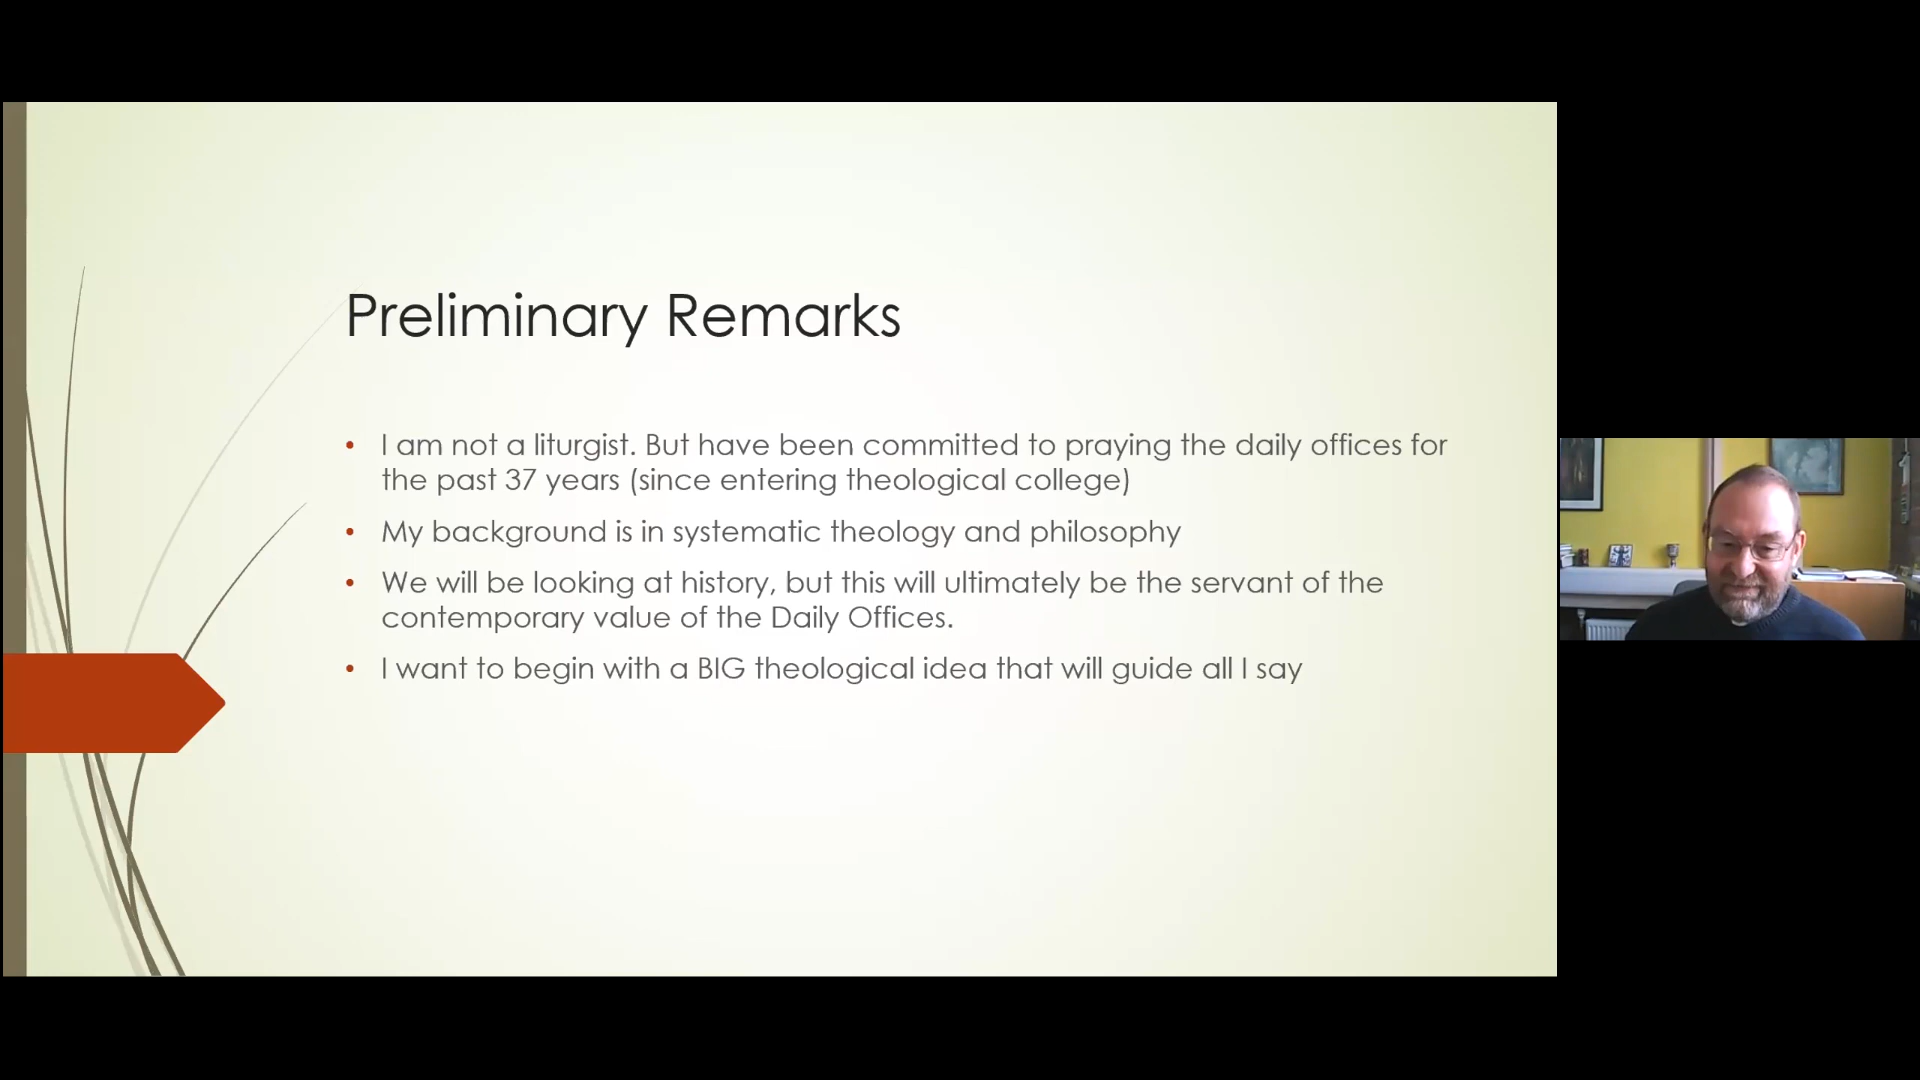 Preliminary Remarks
• I am not a liturgist. But have been committed to praying the daily offices for
the past 37 years (since entering theological college)
• My background is in systematic theology and philosophy
• We will be looking at history, but this will ultimately be the servant of the
contemporary value of the Daily Offices.
• I want to begin with a BIG theological idea that will guide all I say